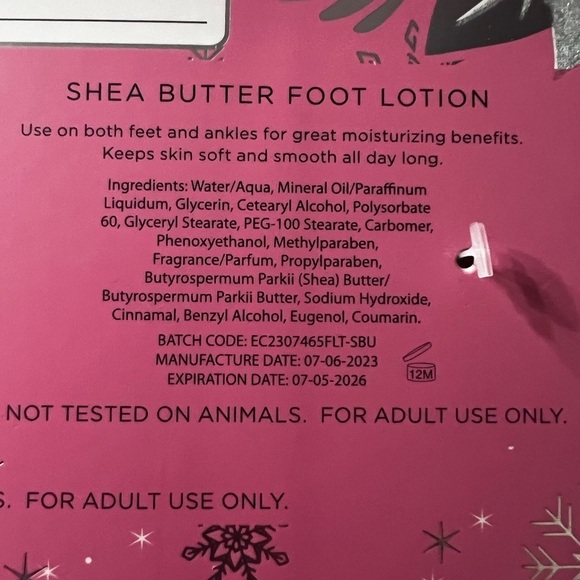 SHEA BUTTER FOOT LOTION
Use on both feet and ankles for great moisturizing benefits.
Keeps skin soft and smooth all day long.
Ingredients: Water/Aqua, Mineral Oil/Paraffinum
Liquidum, Glycerin, Cetearyl Alcohol, Polysorbate
60, Glyceryl Stearate, PEG-100 Stearate, Carbomer,
Phenoxyethanol, Methylparaben,
Fragrance/Parfum, Propylparaben,
Butyrospermum Parkii (Shea) Butter/
Butyrospermum Parkii Butter, Sodium Hydroxide,
Cinnamal, Benzyl Alcohol, Eugenol, Coumarin.
BATCH CODE: EC2307465FLT-SBU
MANUFACTURE DATE: 07-06-2023
EXPIRATION DATE: 07-05-2026
12M
NOT TESTED ON ANIMALS. FOR ADULT USE ONLY.
S. FOR ADULT USE ONLY.